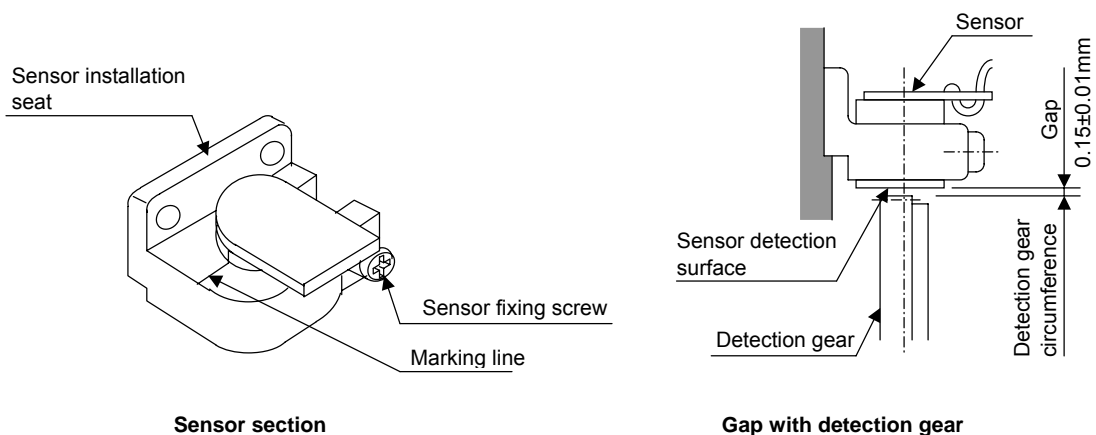 Sensor installation
seat
Sensor fixing screw
Marking line
Sensor section
Sensor
Gap
0.15±0.01mm
Sensor detection
surface
Detection gear
Detection gear
circumference
Gap with detection gear